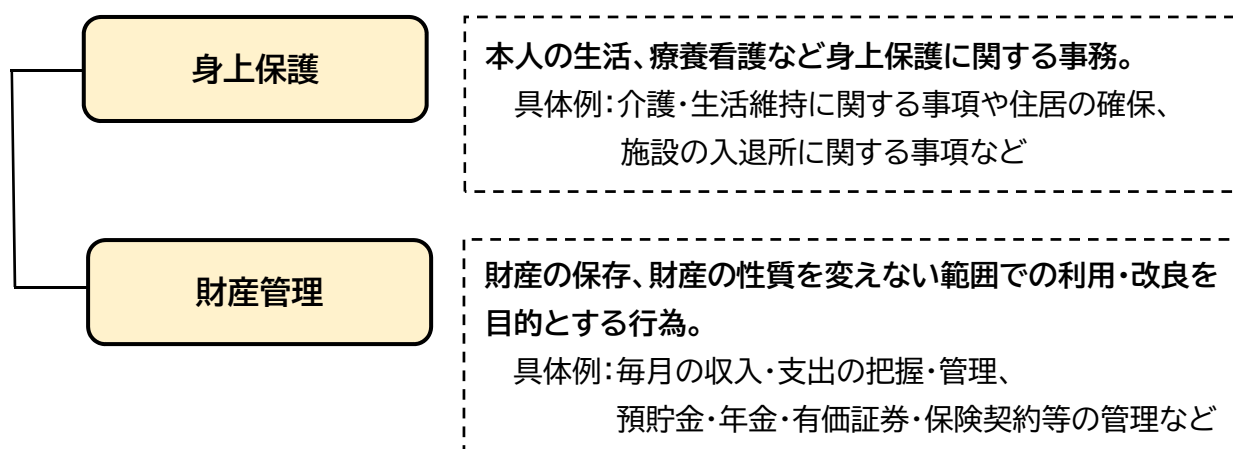 身上保護
本人の生活、療養看護など身上保護に関する事務。
具体例：介護・生活維持に関する事項や住居の確保、
施設の入退所に関する事項など
財産管理
財産の保存、財産の性質を変えない範囲での利用・改良を
目的とする行為。
具体例：毎月の収入・支出の把握・管理、
預貯金・年金・有価証券・保険契約等の管理など